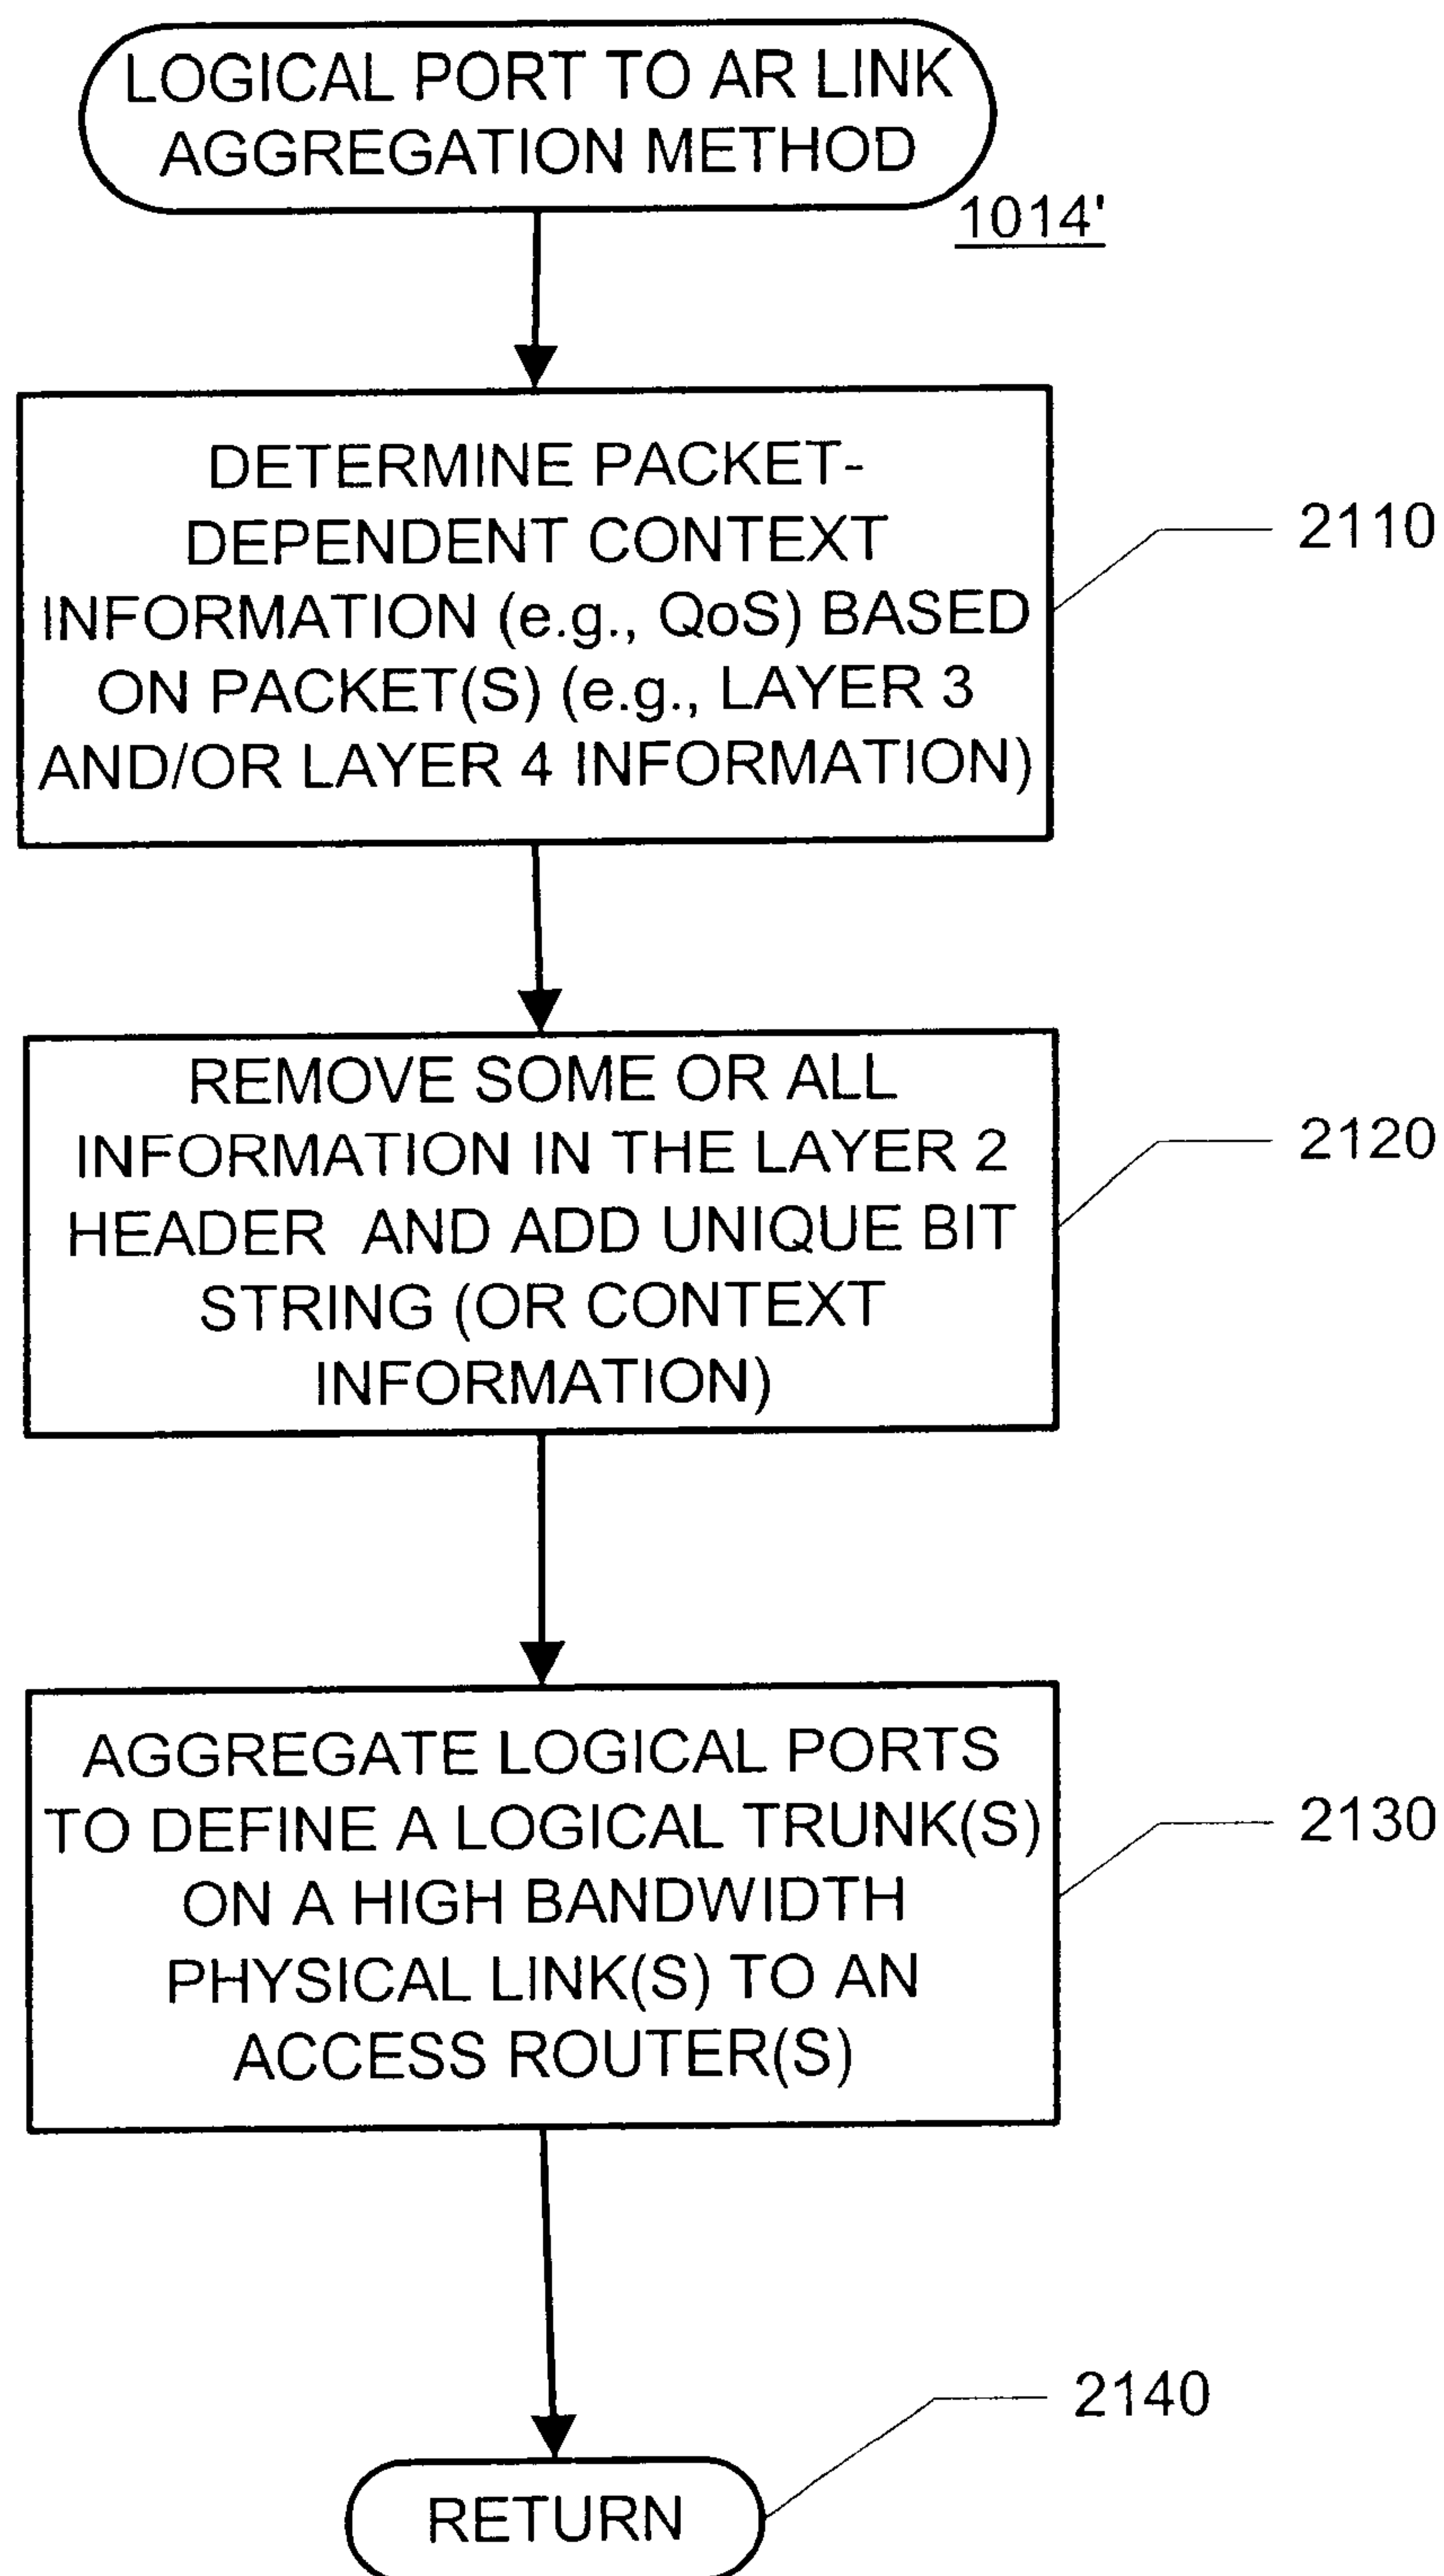 LOGICAL PORT TO AR LINK
AGGREGATION METHOD
1014'
DETERMINE PACKET-
DEPENDENT CONTEXT
INFORMATION (e.g., QoS) BASED
ON PACKET(S) (e.g., LAYER 3
AND/OR LAYER 4 INFORMATION)
2110
REMOVE SOME OR ALL
INFORMATION IN THE LAYER 2
HEADER AND ADD UNIQUE BIT
STRING (OR CONTEXT
INFORMATION)
2120
AGGREGATE LOGICAL PORTS
TO DEFINE A LOGICAL TRUNK(S)
ON A HIGH BANDWIDTH
PHYSICAL LINK(S) TO AN
ACCESS ROUTER(S)
2130
2140
RETURN